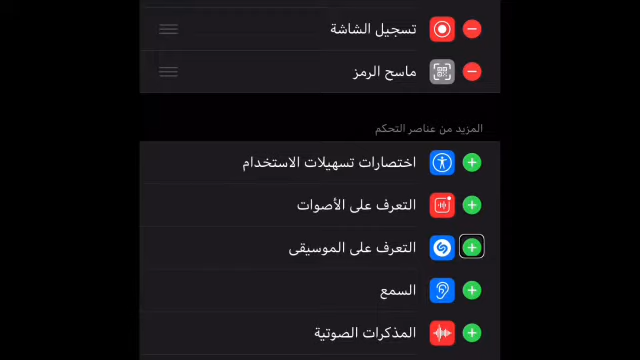 تسجيل الشاشة
ماسح الرمز
المزيد من عناصر التحكم
اختصارات تسهيلات الاستخدام
التعرف على الأصوات
التعرف على الموسيقى
السمع
المذكرات الصوتية